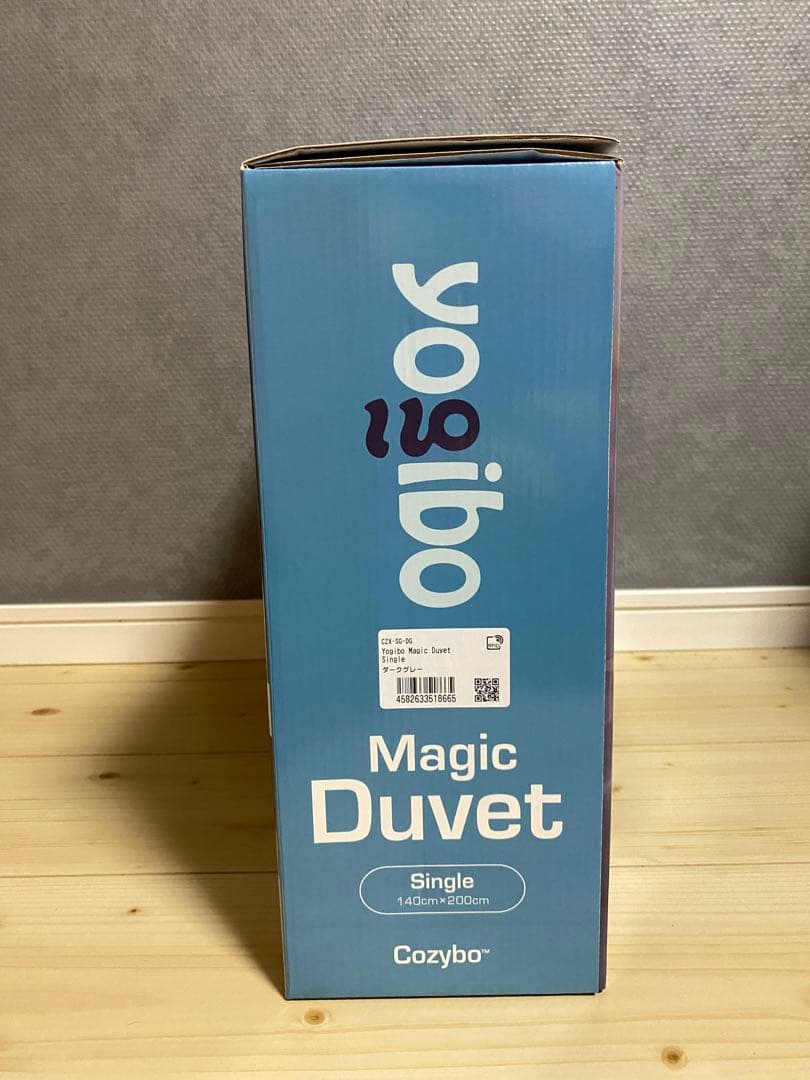 yogibo
CZX-SG-DG
Yogibo Magic Duvet
Single
ダークグレー
RFID
4582633518665
Magic
Duvet
Single
140cm×200cm
Cozybo™